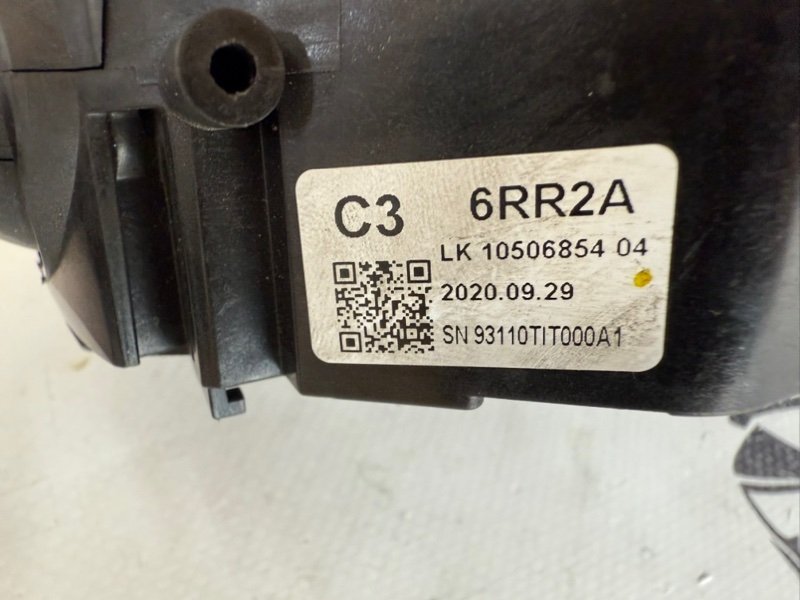 C3 6RR2A
LK 10506854 04
2020.09.29
SN 93110TIT000A1